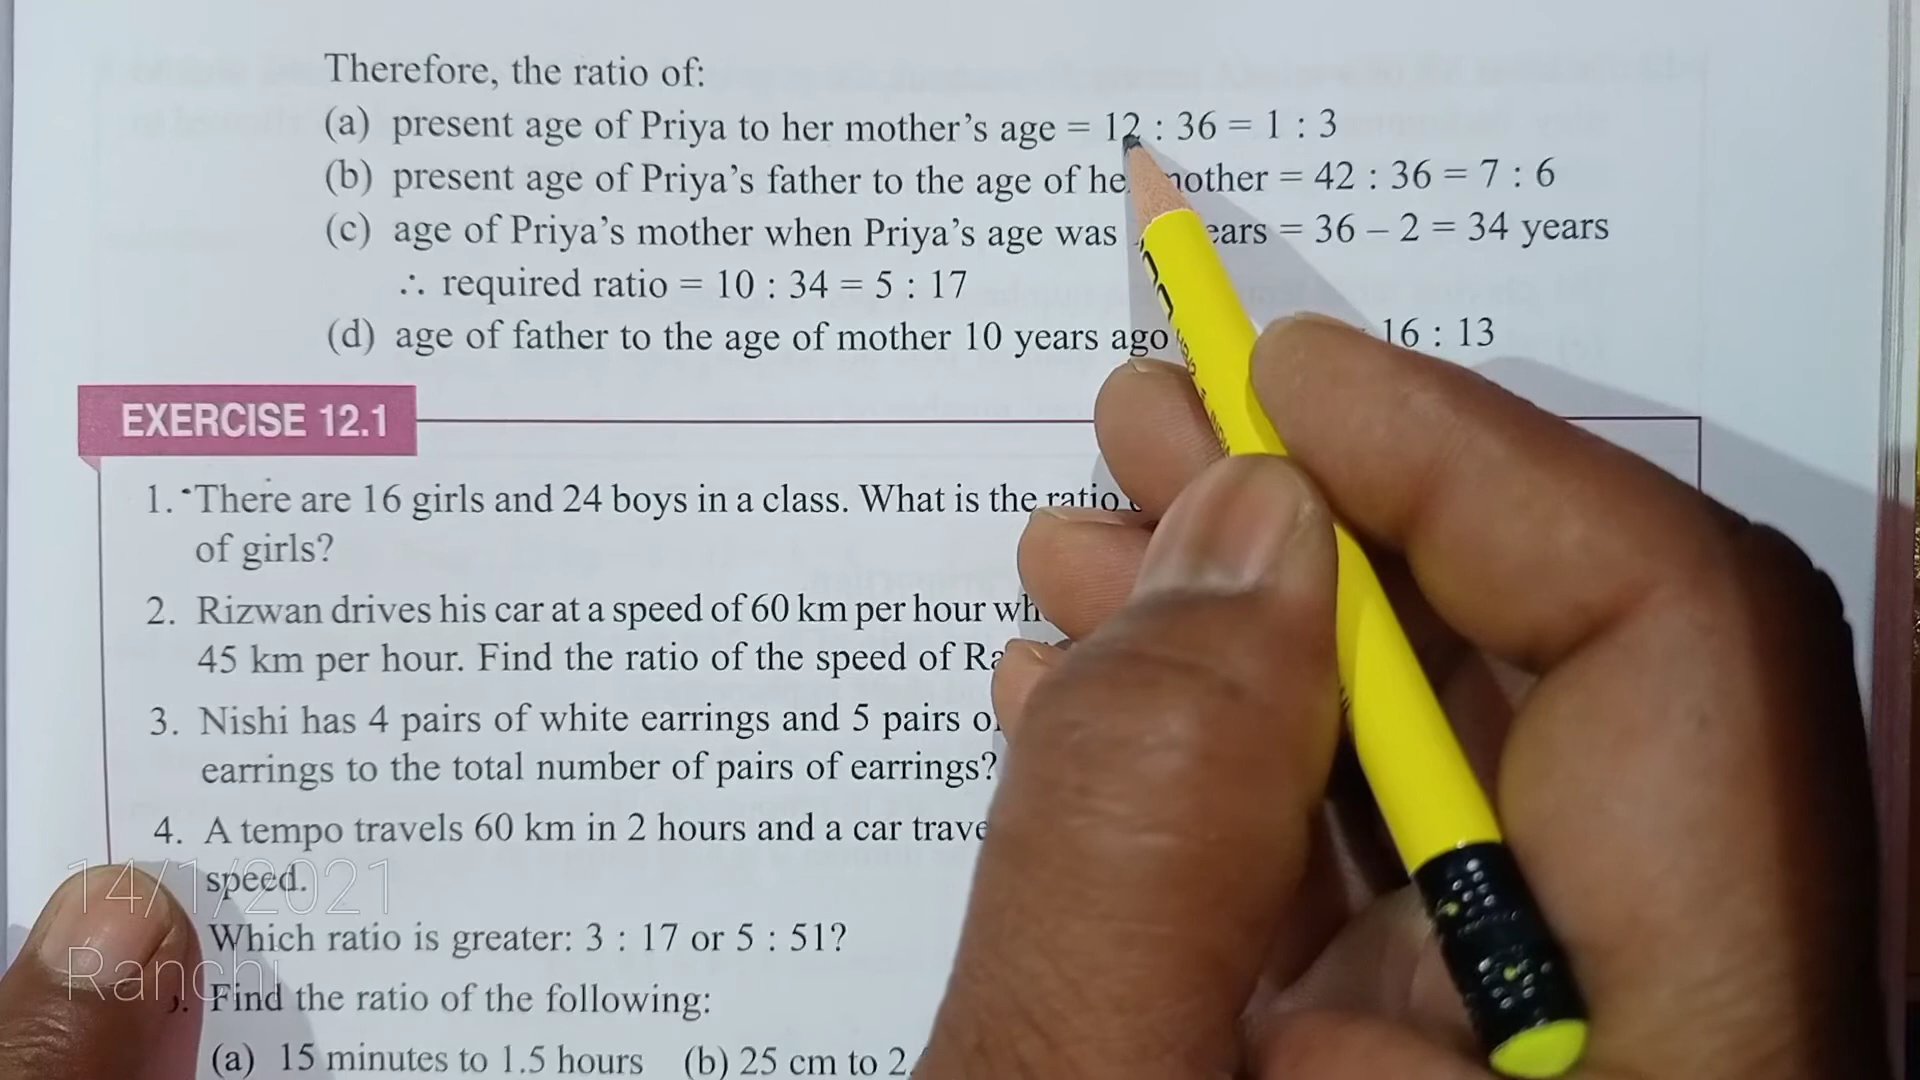 Therefore, the ratio of:
(a) present age of Priya to her mother's age = 12 : 36 = 1 : 3
(b) present age of Priya's father to the age of mother = 42 : 36 = 7 : 6
(c) age of Priya's mother when Priya's age was = 36 – 2 = 34 years
∴ required ratio = 10 : 34 = 5 : 17
(d) age of father to the age of mother 10 years ago 16 : 13
EXERCISE 12.1
1. There are 16 girls and 24 boys in a class. What is the ratio
of girls?
2. Rizwan drives his car at a speed of 60 km per hour
45 km per hour. Find the ratio of the speed of
3. Nishi has 4 pairs of white earrings and 5 pairs
earrings to the total number of pairs of earrings?
4. A tempo travels 60 km in 2 hours and a car
speed.
Which ratio is greater: 3 : 17 or 5 : 51?
Find the ratio of the following:
(a) 15 minutes to 1.5 hours (b) 25 cm to
14/1/2021
Ranchi